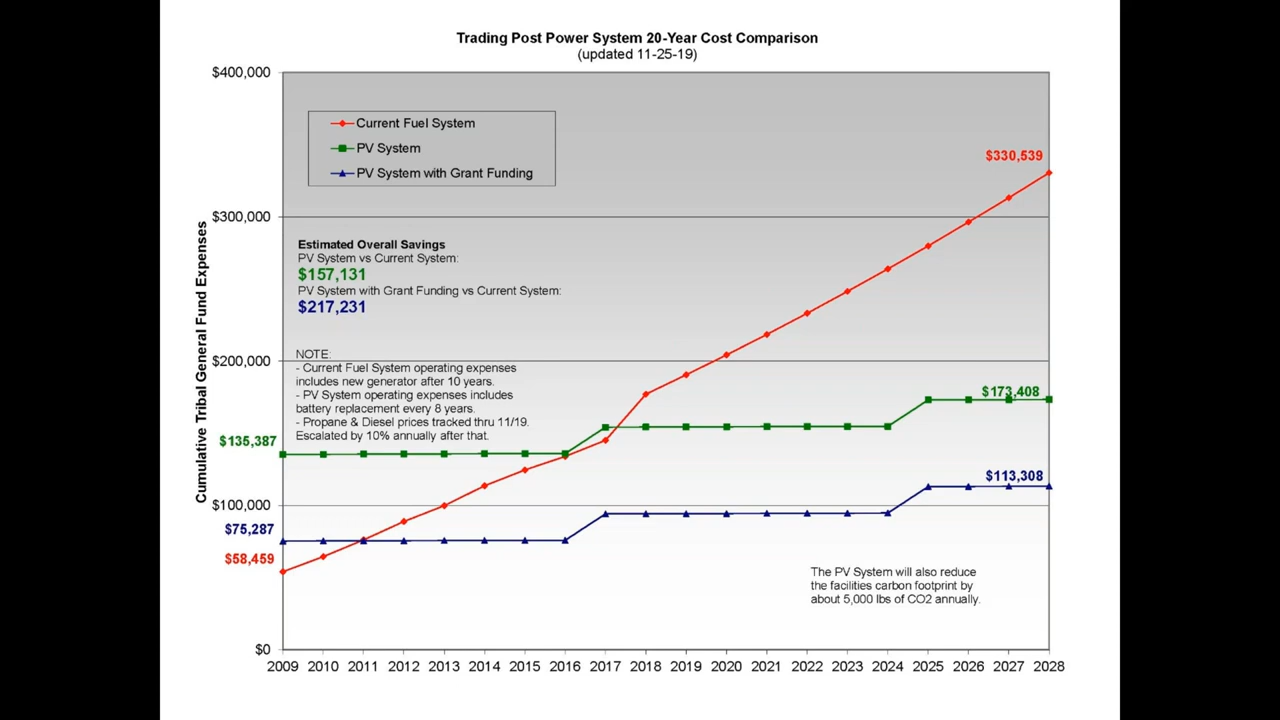 Trading Post Power System 20-Year Cost Comparison
(updated 11-25-19)
$400,000
$300,000
$200,000
$100,000
$0
Cumulative Tribal General Fund Expenses
Current Fuel System
PV System
PV System with Grant Funding
Estimated Overall Savings
PV System vs Current System:
$157,131
PV System with Grant Funding vs Current System:
$217,231
NOTE:
- Current Fuel System operating expenses
includes new generator after 10 years.
- PV System operating expenses includes
battery replacement every 8 years.
- Propane & Diesel prices tracked thru 11/19.
Escalated by 10% annually after that.
$330,539
$173,408
$113,308
$135,387
$75,287
$58,459
The PV System will also reduce
the facilities carbon footprint by
about 5,000 lbs of CO2 annually.
2009 2010 2011 2012 2013 2014 2015 2016 2017 2018 2019 2020 2021 2022 2023 2024 2025 2026 2027 2028